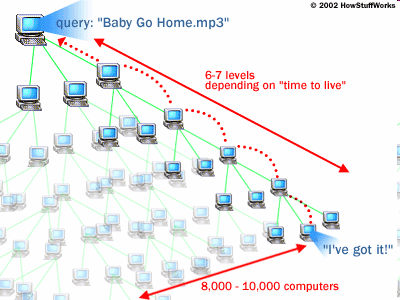 © 2002 HowStuffWorks
query: "Baby Go Home.mp3"
6-7 levels
depending on "time to live"
"I've got it!"
8,000 - 10,000 computers